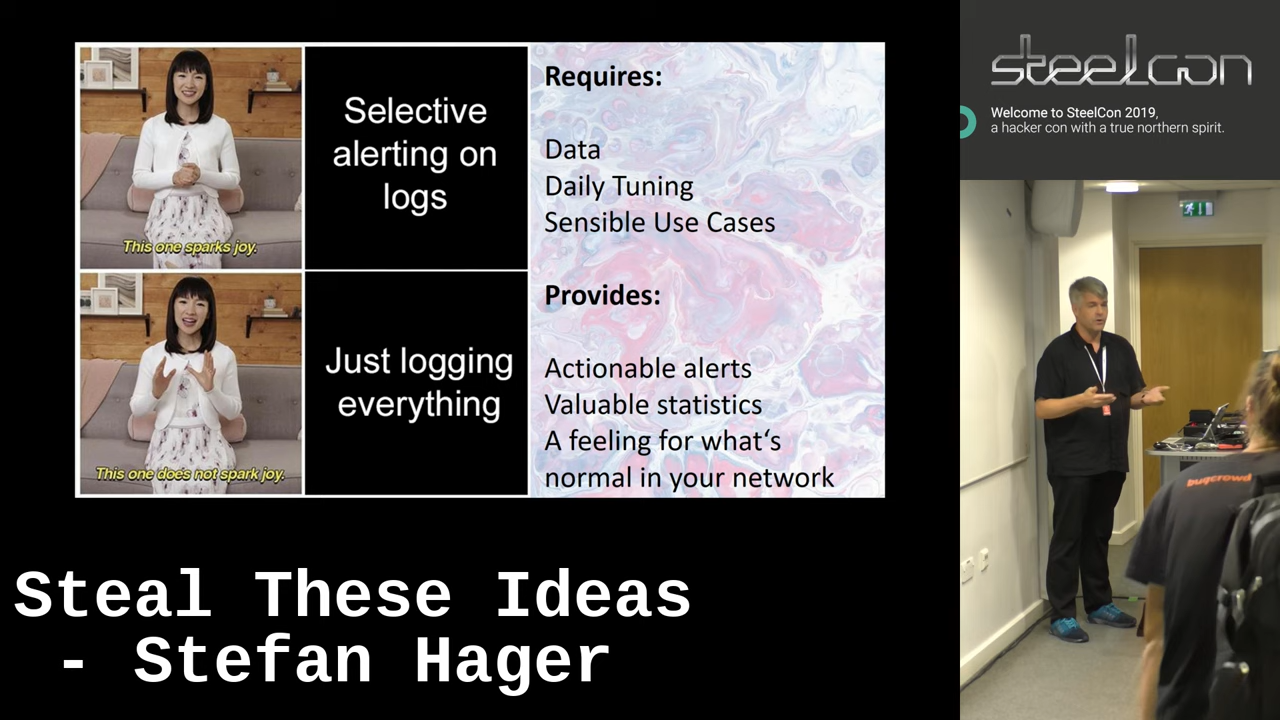 Selective
alerting on
logs
This one sparks joy.
Just logging
everything
This one does not spark joy.
Requires:
Data
Daily Tuning
Sensible Use Cases
Provides:
Actionable alerts
Valuable statistics
A feeling for what‘s
normal in your network
Steal These Ideas
- Stefan Hager
steelcon
Welcome to SteelCon 2019,
a hacker con with a true northern spirit.
bugcrowd